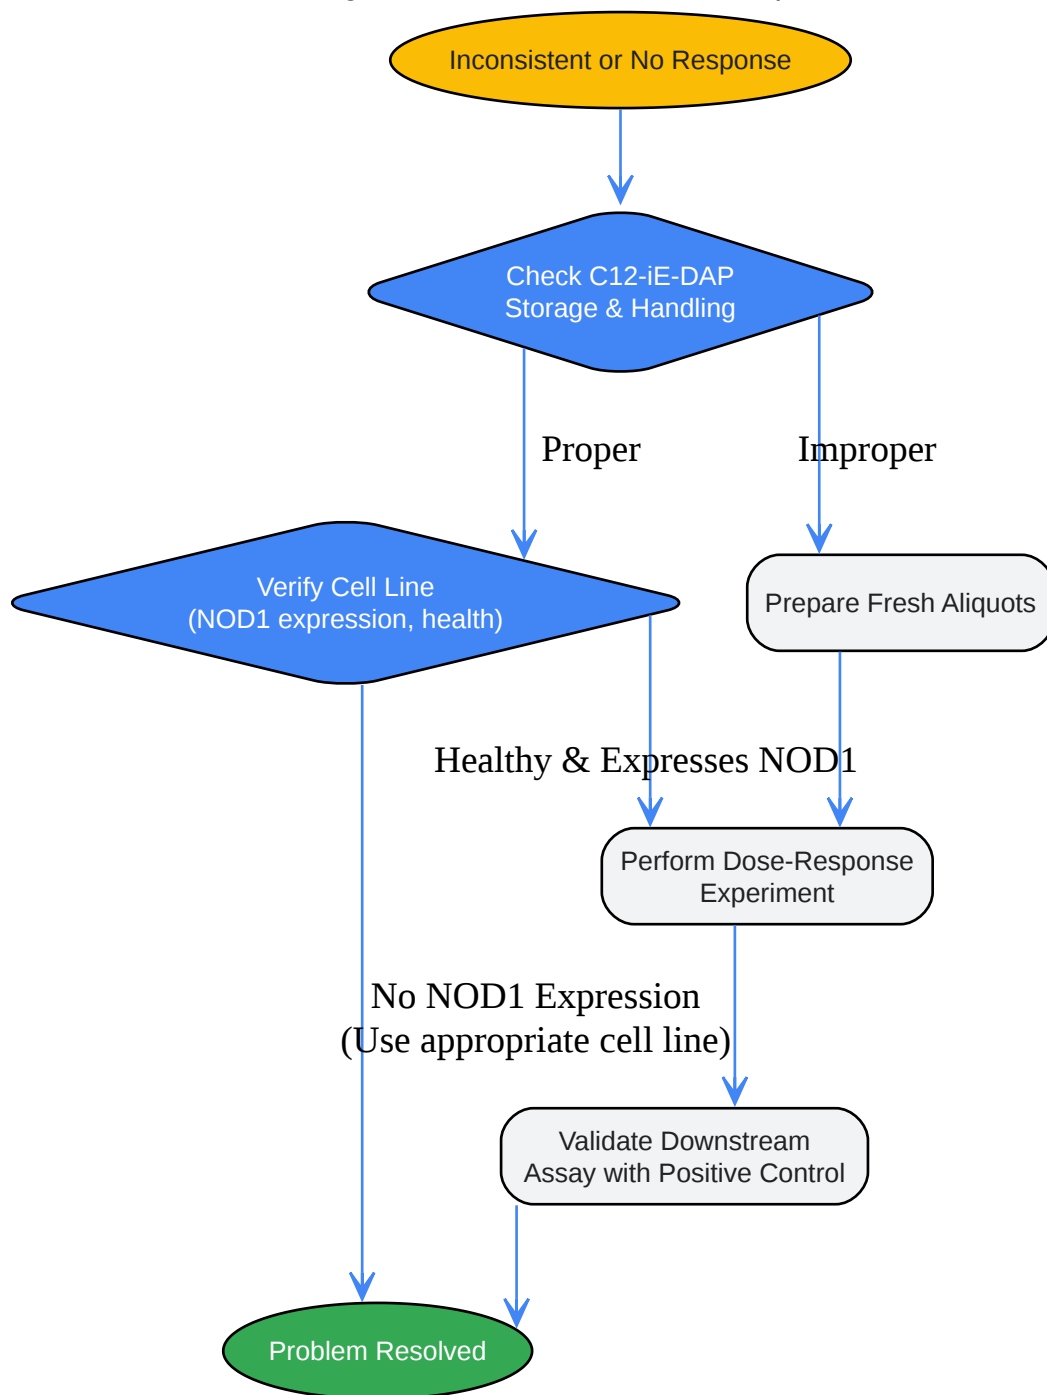 Inconsistent or No Response
Check C12-iE-DAP
Storage & Handling
Proper
Improper
Verify Cell Line
(NOD1 expression, health)
Prepare Fresh Aliquots
Healthy & Expresses NOD1
Perform Dose-Response
Experiment
No NOD1 Expression
(Use appropriate cell line)
Validate Downstream
Assay with Positive Control
Problem Resolved